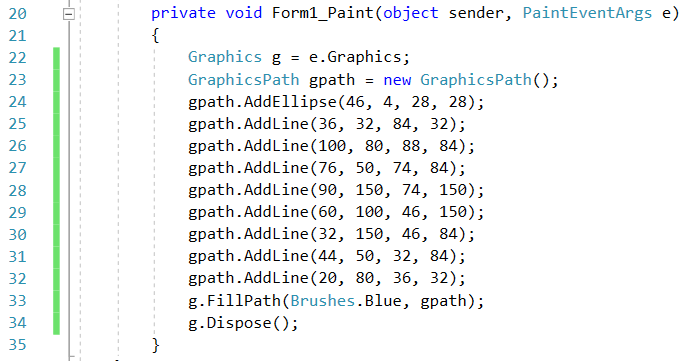 20 private void Form1_Paint(object sender, PaintEventArgs e)
21 {
22 Graphics g = e.Graphics;
23 GraphicsPath gpath = new GraphicsPath();
24 gpath.AddEllipse(46, 4, 28, 28);
25 gpath.AddLine(36, 32, 84, 32);
26 gpath.AddLine(100, 80, 88, 84);
27 gpath.AddLine(76, 50, 74, 84);
28 gpath.AddLine(90, 150, 74, 150);
29 gpath.AddLine(60, 100, 46, 150);
30 gpath.AddLine(32, 150, 46, 84);
31 gpath.AddLine(44, 50, 32, 84);
32 gpath.AddLine(20, 80, 36, 32);
33 g.FillPath(Brushes.Blue, gpath);
34 g.Dispose();
35 }